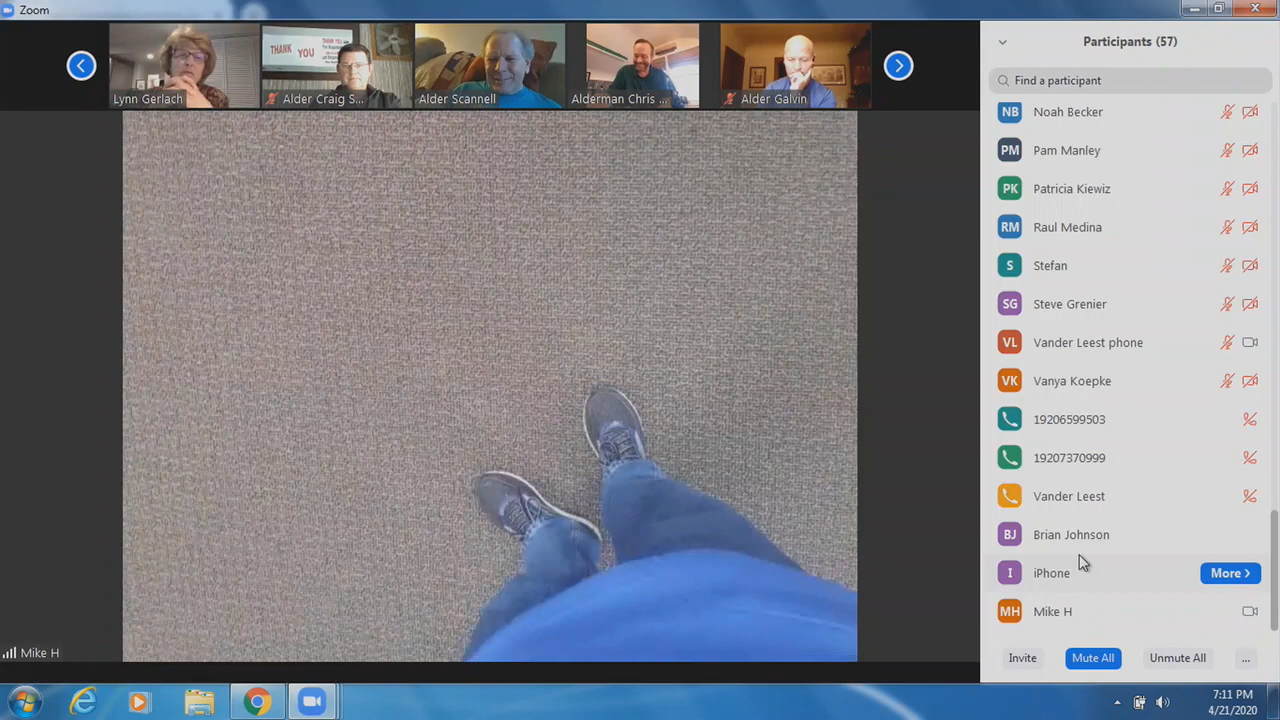 Zoom
Lynn Gerlach
Alder Craig S...
THANK YOU
Alder Scannell
Alderman Chris ...
Alder Galvin
Mike H
Participants (57)
Find a participant
NB Noah Becker
PM Pam Manley
PK Patricia Kiewiz
RM Raul Medina
S Stefan
SG Steve Grenier
VL Vander Leest phone
VK Vanya Koepke
19206599503
19207370999
Vander Leest
BJ Brian Johnson
I iPhone More >
MH Mike H
Invite Mute All Unmute All ...
7:11 PM
4/21/2020